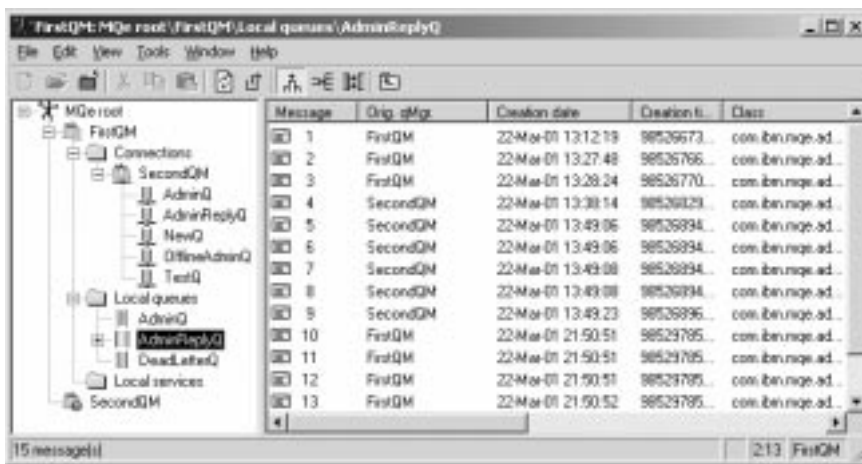 FirstQM: MQe root\FirstQM\Local queues\AdminReplyQ
File Edit View Tools Window Help
MQe root
FirstQM
Connections
SecondQM
AdminQ
AdminReplyQ
NewQ
OfflineAdminQ
TestQ
Local queues
AdminQ
AdminReplyQ
DeadLetterQ
Local services
SecondQM
Message Orig. qMgr. Creation date Creation ti... Class
1 FirstQM 22-Mar-01 13:12:19 98526673... com.ibm.mqe.ad...
2 FirstQM 22-Mar-01 13:27:48 98526766... com.ibm.mqe.ad...
3 FirstQM 22-Mar-01 13:28:24 98526770... com.ibm.mqe.ad...
4 SecondQM 22-Mar-01 13:38:14 98526829... com.ibm.mqe.ad...
5 SecondQM 22-Mar-01 13:49:06 98526894... com.ibm.mqe.ad...
6 SecondQM 22-Mar-01 13:49:06 98526894... com.ibm.mqe.ad...
7 SecondQM 22-Mar-01 13:49:08 98526894... com.ibm.mqe.ad...
8 SecondQM 22-Mar-01 13:49:08 98526894... com.ibm.mqe.ad...
9 SecondQM 22-Mar-01 13:49:23 98526896... com.ibm.mqe.ad...
10 FirstQM 22-Mar-01 21:50:51 98529785... com.ibm.mqe.ad...
11 FirstQM 22-Mar-01 21:50:51 98529785... com.ibm.mqe.ad...
12 FirstQM 22-Mar-01 21:50:51 98529785... com.ibm.mqe.ad...
13 FirstQM 22-Mar-01 21:50:52 98529785... com.ibm.mqe.ad...
15 message(s) 2:13 FirstQM